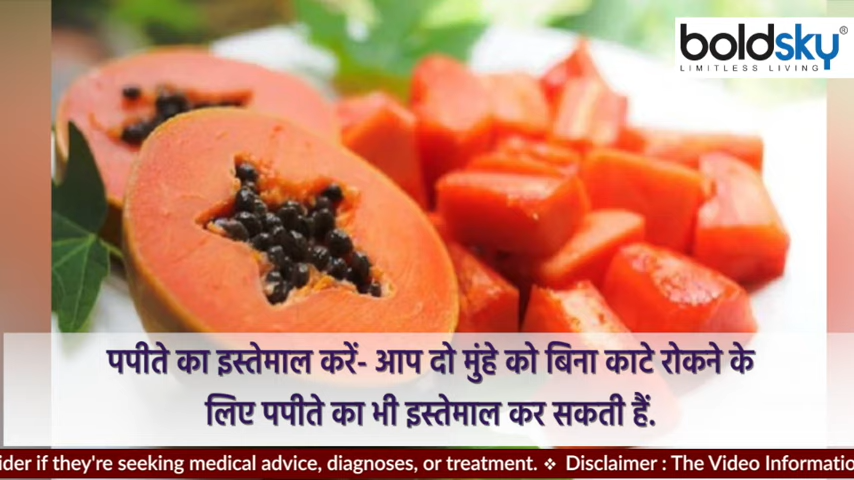 boldsky®
LIMITLESS LIVING
पपीते का इस्तेमाल करें- आप दो मुंहे को बिना काटे रोकने के
लिए पपीते का भी इस्तेमाल कर सकती हैं.
ider if they're seeking medical advice, diagnoses, or treatment. ❖ Disclaimer : The Video Informatio